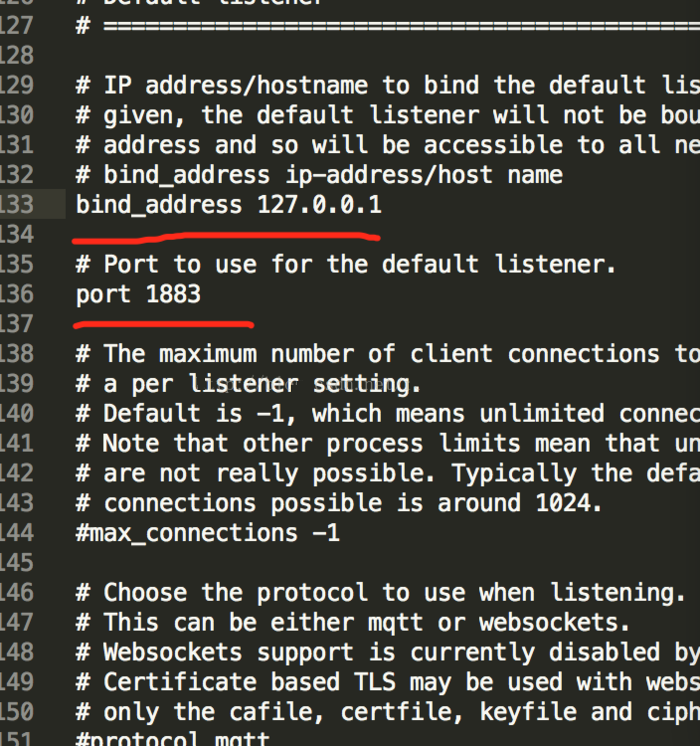 # Default listener
127 # =============================================
128
129 # IP address/hostname to bind the default lis
130 # given, the default listener will not be bou
131 # address and so will be accessible to all ne
132 # bind_address ip-address/host name
133 bind_address 127.0.0.1
134
135 # Port to use for the default listener.
136 port 1883
137
138 # The maximum number of client connections to
139 # a per listener setting.
140 # Default is -1, which means unlimited connec
141 # Note that other process limits mean that un
142 # are not really possible. Typically the defa
143 # connections possible is around 1024.
144 #max_connections -1
145
146 # Choose the protocol to use when listening.
147 # This can be either mqtt or websockets.
148 # Websockets support is currently disabled by
149 # Certificate based TLS may be used with webs
150 # only the cafile, certfile, keyfile and ciph
151 #protocol mqtt